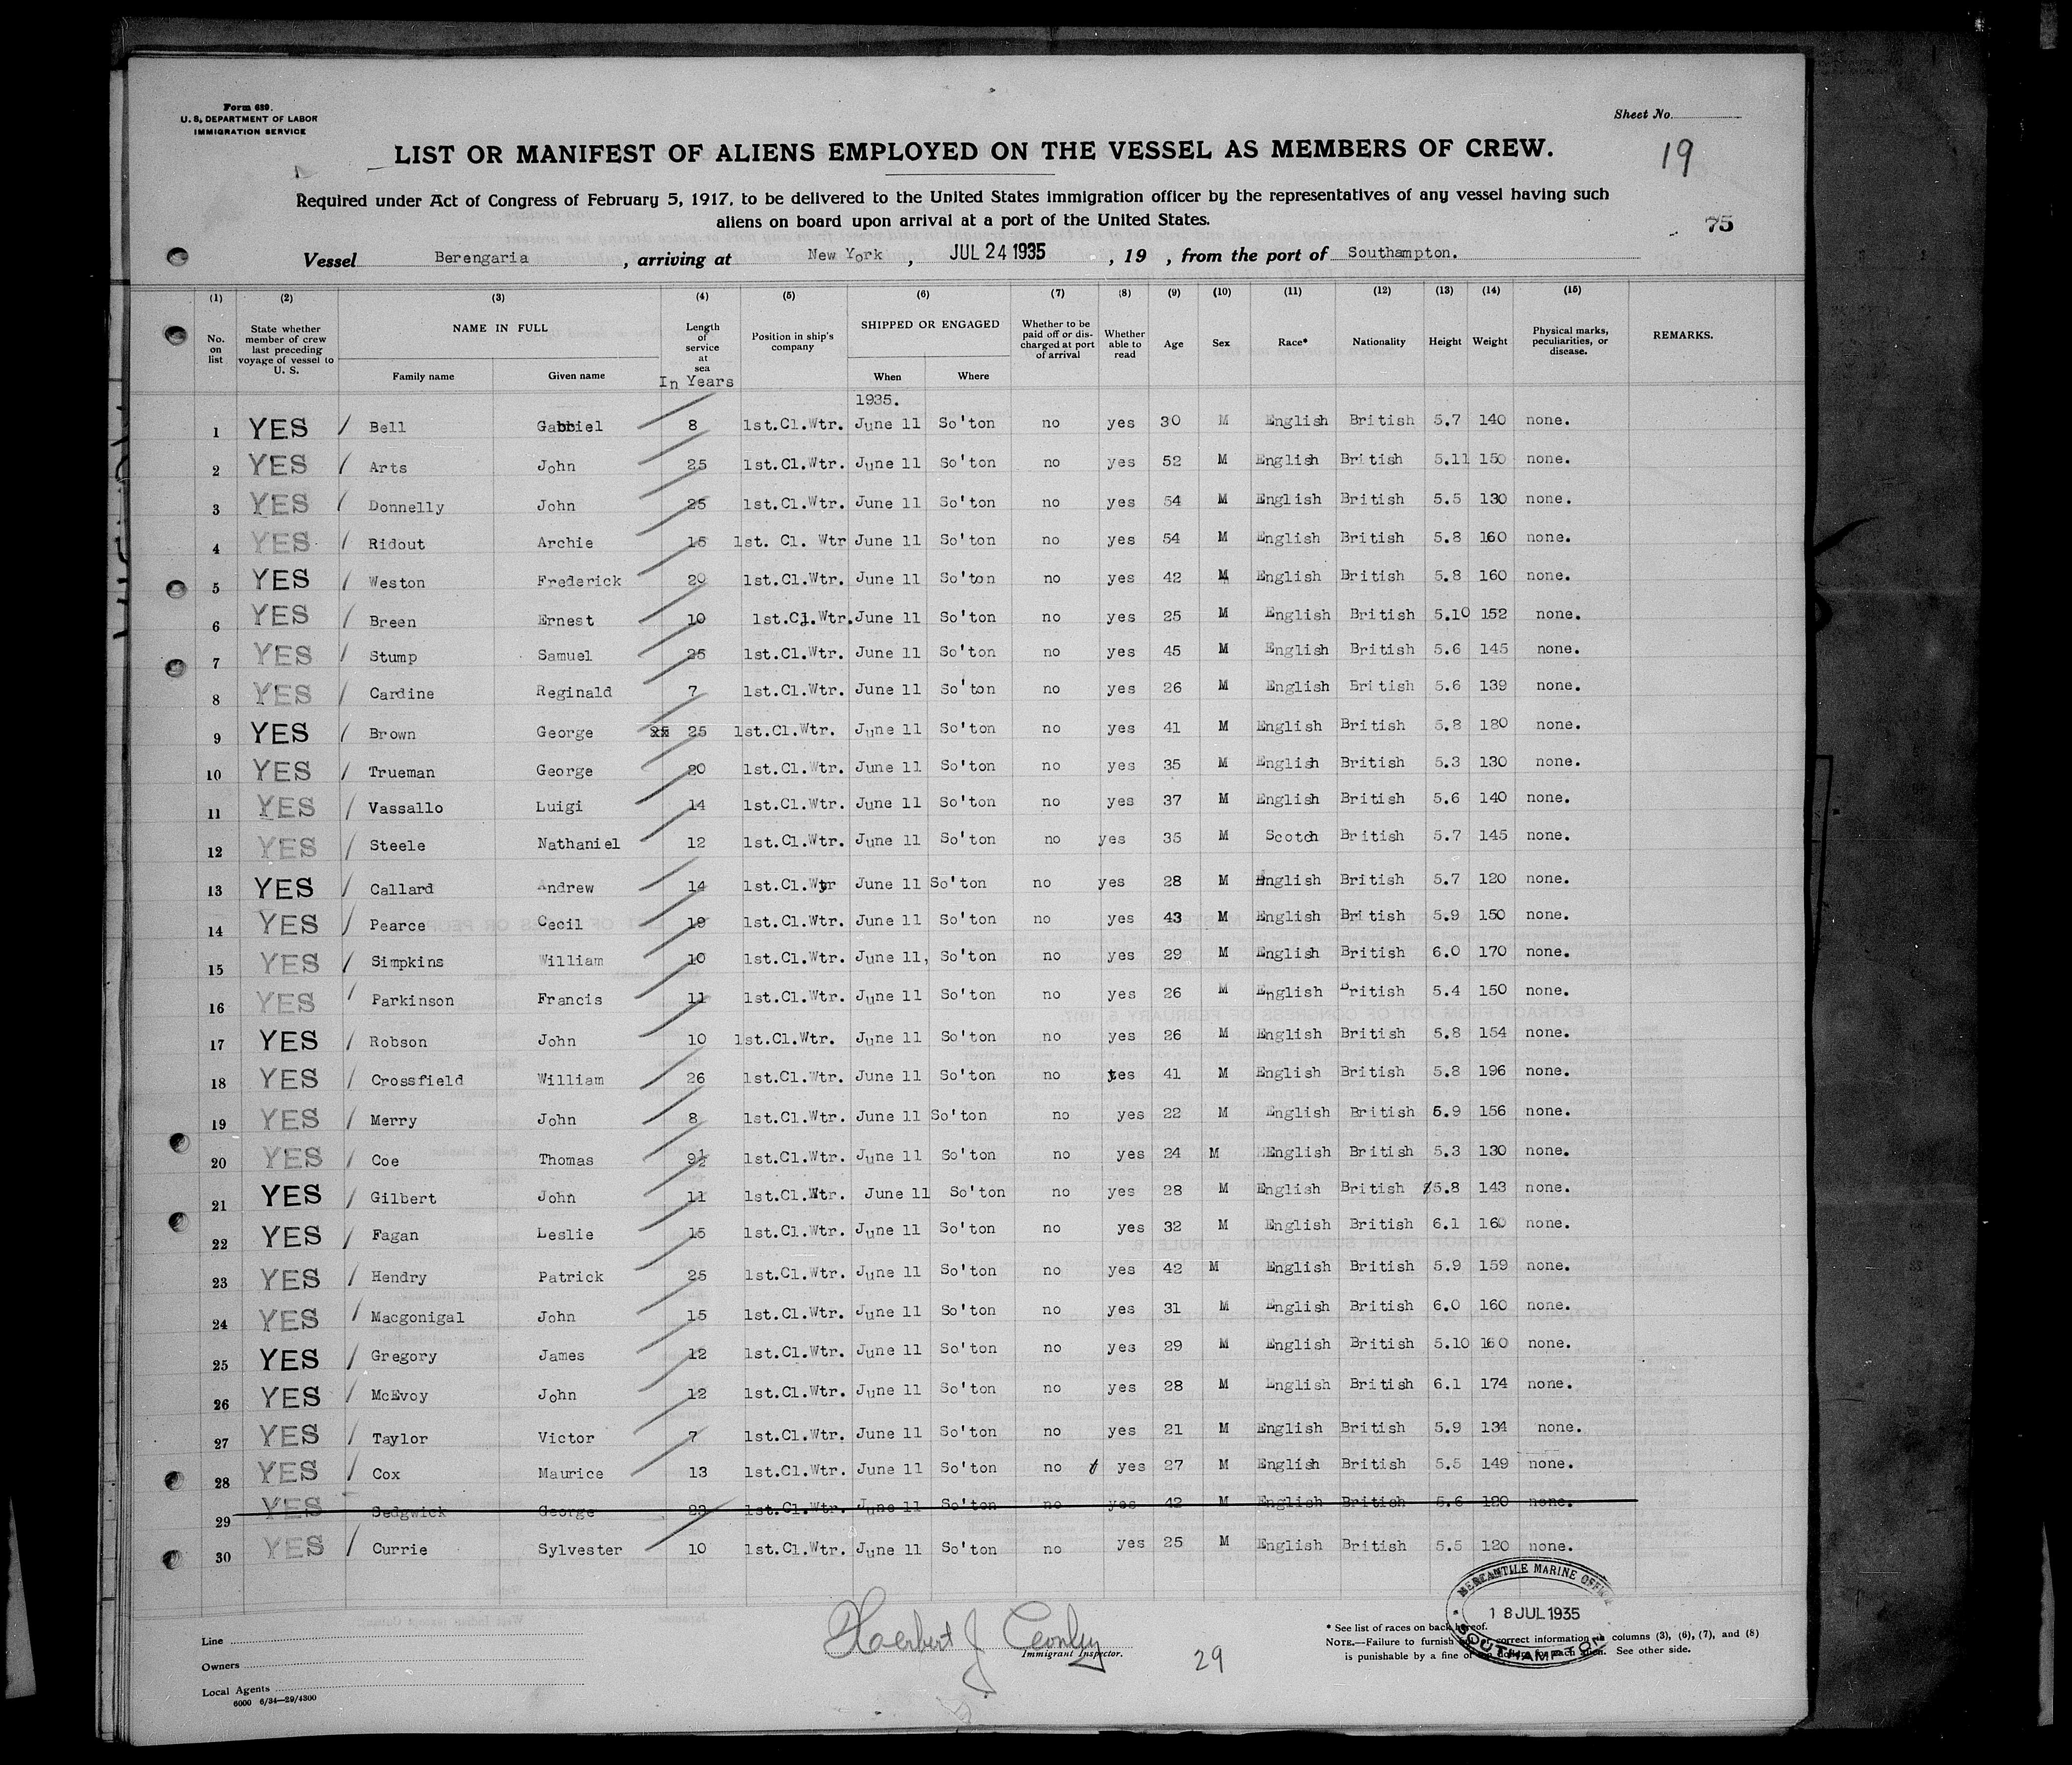 Form 689.
U. S. DEPARTMENT OF LABOR
IMMIGRATION SERVICE
Sheet No.
LIST OR MANIFEST OF ALIENS EMPLOYED ON THE VESSEL AS MEMBERS OF CREW.
19
Required under Act of Congress of February 5, 1917, to be delivered to the United States immigration officer by the representatives of any vessel having such
aliens on board upon arrival at a port of the United States.
75
Vessel Berengaria, arriving at New York, JUL 24 1935, 19 , from the port of Southampton.
(1) (2) (3) (4) (5) (6) (7) (8) (9) (10) (11) (12) (13) (14) (15)
No. on list State whether member of crew last preceding voyage of vessel to U. S. NAME IN FULL Family name Given name Length of service at sea In Years Position in ship's company SHIPPED OR ENGAGED When Where Whether to be paid off or discharged at port of arrival Whether able to read Age Sex Race* Nationality Height Weight Physical marks, peculiarities, or disease. REMARKS.
1935.
1 YES / Bell Gabbiel 8 1st.Cl.Wtr. June 11 So'ton no yes 30 M English British 5.7 140 none.
2 YES / Arts John 25 1st.Cl.Wtr. June 11 So'ton no yes 52 M English British 5.11 150 none.
3 YES / Donnelly John 25 1st.Cl.Wtr. June 11 So'ton no yes 54 M English British 5.5 130 none.
4 YES / Ridout Archie 15 1st. Cl. Wtr June 11 So'ton no yes 54 M English British 5.8 160 none.
5 YES / Weston Frederick 20 1st.Cl.Wtr. June 11 So'ton no yes 42 M English British 5.8 160 none.
6 YES / Breen Ernest 10 1st.Cl.Wtr. June 11 So'ton no yes 25 M English British 5.10 152 none.
7 YES / Stump Samuel 25 1st.Cl.Wtr. June 11 So'ton no yes 45 M English British 5.6 145 none.
8 YES / Cardine Reginald 7 1st.Cl.Wtr. June 11 So'ton no yes 26 M English British 5.6 139 none.
9 YES / Brown George 25 1st.Cl.Wtr. June 11 So'ton no yes 41 M English British 5.8 180 none.
10 YES / Trueman George 20 1st.Cl.Wtr. June 11 So'ton no yes 35 M English British 5.3 130 none.
11 YES / Vassallo Luigi 14 1st.Cl.Wtr. June 11 So'ton no yes 37 M English British 5.6 140 none.
12 YES / Steele Nathaniel 12 1st.Cl.Wtr. June 11 So'ton no yes 35 M Scotch British 5.7 145 none.
13 YES / Callard Andrew 14 1st.Cl.Wtr June 11 So'ton no yes 28 M English British 5.7 120 none.
14 YES / Pearce Cecil 19 1st.Cl.Wtr. June 11 So'ton no yes 43 M English British 5.9 150 none.
15 YES / Simpkins William 10 1st.Cl.Wtr. June 11, So'ton no yes 29 M English British 6.0 170 none.
16 YES / Parkinson Francis 11 1st.Cl.Wtr. June 11 So'ton no yes 26 M English British 5.4 150 none.
17 YES / Robson John 10 1st.Cl.Wtr. June 11 So'ton no yes 26 M English British 5.8 154 none.
18 YES / Crossfield William 26 1st.Cl.Wtr. June 11 So'ton no yes 41 M English British 5.8 196 none.
19 YES / Merry John 8 1st.Cl.Wtr. June 11 So'ton no yes 22 M English British 5.9 156 none.
20 YES / Coe Thomas 9½ 1st.Cl.Wtr. June 11 So'ton no yes 24 M English British 5.3 130 none.
21 YES / Gilbert John 11 1st.Cl.Wtr. June 11 So'ton no yes 28 M English British 5.8 143 none.
22 YES / Fagan Leslie 15 1st.Cl.Wtr. June 11 So'ton no yes 32 M English British 6.1 160 none.
23 YES / Hendry Patrick 25 1st.Cl.Wtr. June 11 So'ton no yes 42 M English British 5.9 159 none.
24 YES / Macgonigal John 15 1st.Cl.Wtr. June 11 So'ton no yes 31 M English British 6.0 160 none.
25 YES / Gregory James 12 1st.Cl.Wtr. June 11 So'ton no yes 29 M English British 5.10 160 none.
26 YES / McEvoy John 12 1st.Cl.Wtr. June 11 So'ton no yes 28 M English British 6.1 174 none.
27 YES / Taylor Victor 7 1st.Cl.Wtr. June 11 So'ton no yes 21 M English British 5.9 134 none.
28 YES / Cox Maurice 13 1st.Cl.Wtr. June 11 So'ton no yes 27 M English British 5.5 149 none.
29 YES Sedgwick George 23 1st.Cl.Wtr. June 11 So'ton no yes 42 M English British 5.6 120 none.
30 YES / Currie Sylvester 10 1st.Cl.Wtr. June 11 So'ton no yes 25 M English British 5.5 120 none.
MERCANTILE MARINE OFFICE
18 JUL 1935
SOUTHAMPTON
Line
Owners
Local Agents
6000 6/34—29/4300
Herbert J
Immigrant Inspector.
29
* See list of races on back hereof.
NOTE.—Failure to furnish correct information in columns (3), (6), (7), and (8)
is punishable by a fine of ten dollars for each alien. See other side.